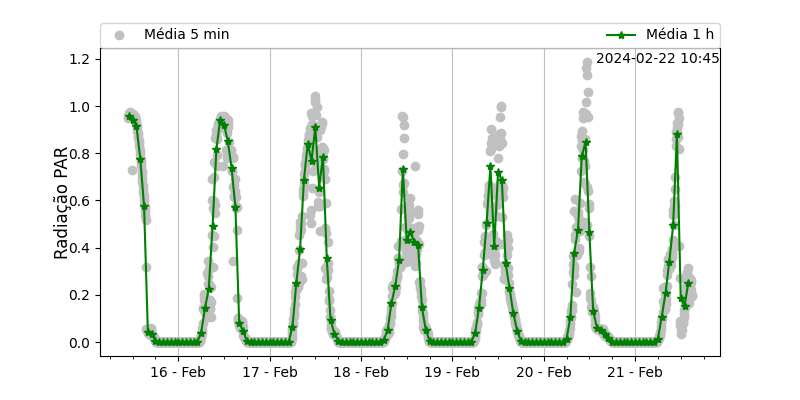 Média 5 min
Média 1 h
2024-02-22 10:45
Radiação PAR
1.2
1.0
0.8
0.6
0.4
0.2
0.0
16 - Feb
17 - Feb
18 - Feb
19 - Feb
20 - Feb
21 - Feb